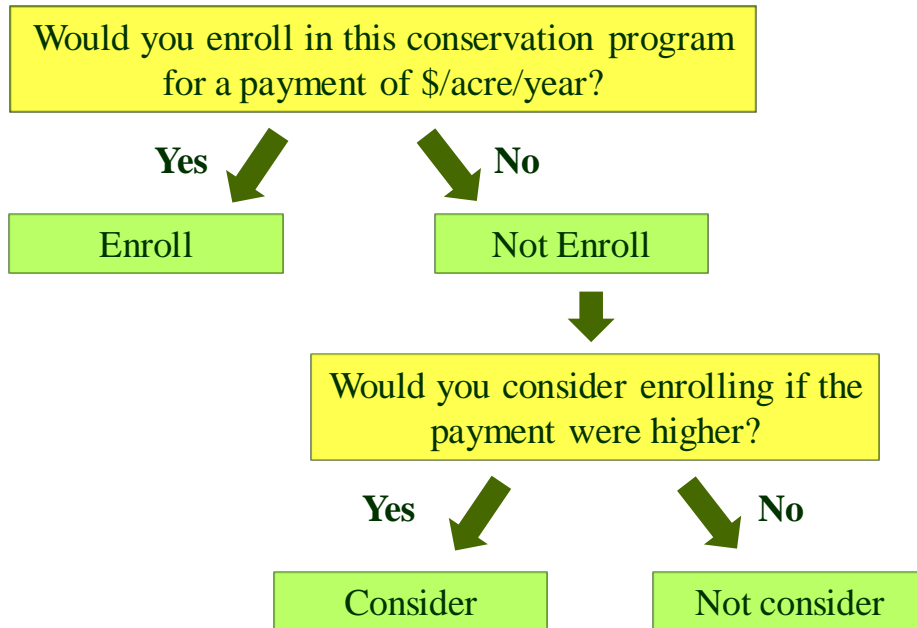 Would you enroll in this conservation program
for a payment of $/acre/year?
Yes
No
Enroll
Not Enroll
Would you consider enrolling if the
payment were higher?
Yes
No
Consider
Not consider